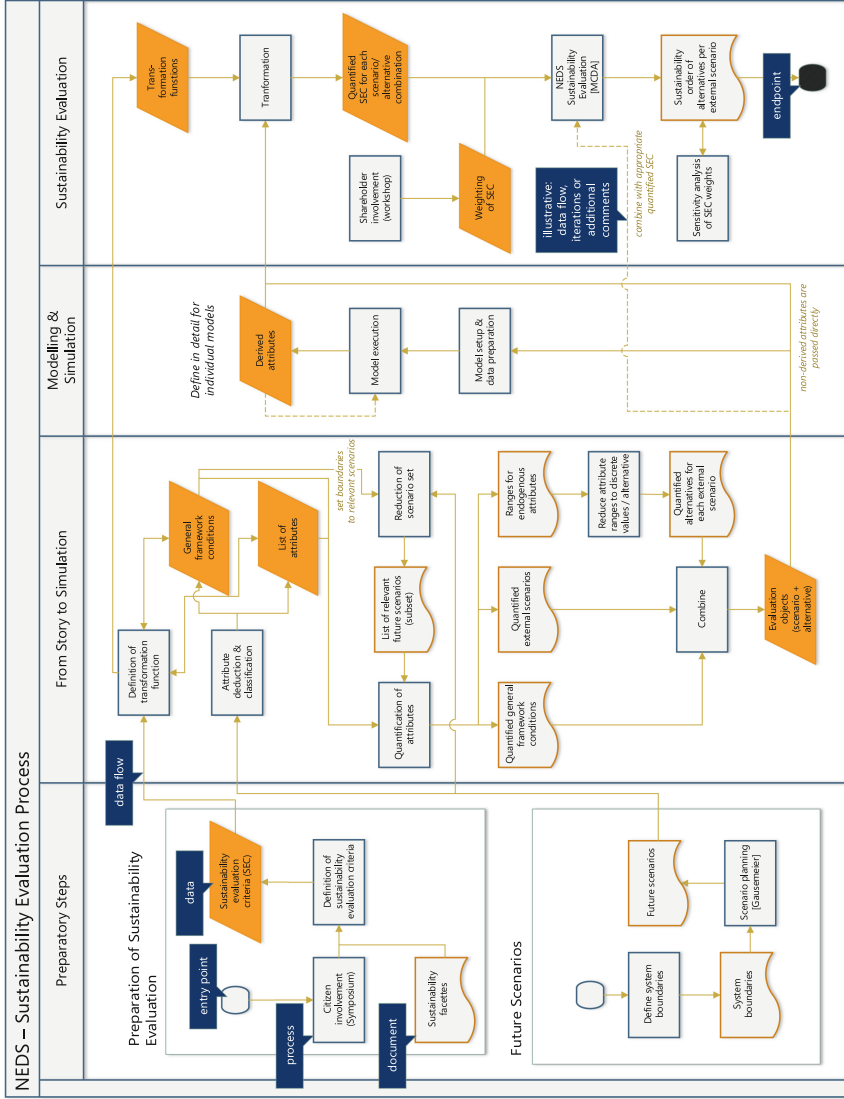 NEDS – Sustainability Evaluation Process
Preparatory Steps
From Story to Simulation
Modelling &
Simulation
Sustainability Evaluation
Preparation of Sustainability
Evaluation
entry point
process
Citizen
involvement
(Symposium)
document
Sustainability
facettes
data
Sustainability
evaluation
criteria (SEC)
Definition of
sustainability
evaluation criteria
data flow
Future Scenarios
Define system
boundaries
System
boundaries
Future scenarios
Scenario planning
[Gausemeier]
Definition of
transformation
function
Attribute
deduction &
classification
General
framework
conditions
List of
attributes
set boundaries
to relevant scenarios
Quantification of
attributes
List of relevant
future scenarios
(subset)
Reduction of
scenario set
Quantified general
framework
conditions
Quantified
external scenarios
Ranges for
endogenous
attributes
Reduce attribute
ranges to discrete
values / alternative
Quantified
alternatives for
each external
scenario
Combine
Evaluation
objects
(scenario +
alternative)
Define in detail for
individual models
Derived
attributes
Model execution
Model setup &
data preparation
non-derived attributes are
passed directly
Trans-
formation
funstions
Tranformation
Quantified
SEC for each
scenario/
alternative
combination
Shareholder
involvement
(workshop)
Weighting
of SEC
illustrative:
data flow,
iterations or
additional
comments
NEDS
Sustainability
Evaluation
[MCDA]
combine with appropriate
quantified SEC
Sustainability
order of
alternatives per
external scenario
Sensitivity analysis
of SEC weights
endpoint